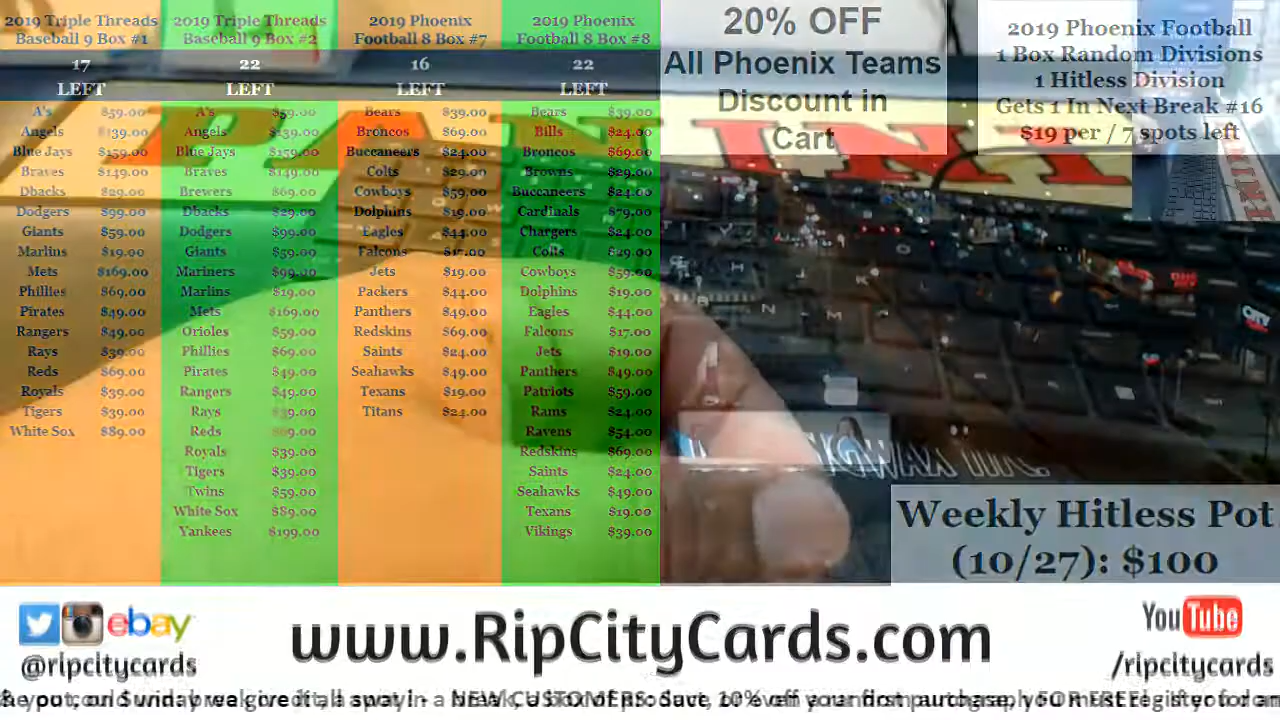 2019 Triple Threads
Baseball 9 Box #1
17
LEFT
A's $59.00
Angels $139.00
Blue Jays $159.00
Braves $149.00
Dbacks $29.00
Dodgers $99.00
Giants $59.00
Marlins $19.00
Mets $169.00
Phillies $69.00
Pirates $49.00
Rangers $49.00
Rays $39.00
Reds $69.00
Royals $39.00
Tigers $39.00
White Sox $89.00
2019 Triple Threads
Baseball 9 Box #2
22
LEFT
A's $59.00
Angels $139.00
Blue Jays $159.00
Braves $149.00
Brewers $69.00
Dbacks $29.00
Dodgers $99.00
Giants $59.00
Mariners $99.00
Marlins $19.00
Mets $169.00
Orioles $59.00
Phillies $69.00
Pirates $49.00
Rangers $49.00
Rays $39.00
Reds $69.00
Royals $39.00
Tigers $39.00
Twins $59.00
White Sox $89.00
Yankees $199.00
2019 Phoenix
Football 8 Box #7
16
LEFT
Bears $39.00
Broncos $69.00
Buccaneers $24.00
Colts $29.00
Cowboys $59.00
Dolphins $19.00
Eagles $44.00
Falcons $17.00
Jets $19.00
Packers $44.00
Panthers $49.00
Redskins $69.00
Saints $24.00
Seahawks $49.00
Texans $19.00
Titans $24.00
2019 Phoenix
Football 8 Box #8
22
LEFT
Bears $39.00
Bills $24.00
Broncos $69.00
Browns $29.00
Buccaneers $24.00
Cardinals $79.00
Chargers $24.00
Colts $29.00
Cowboys $59.00
Dolphins $19.00
Eagles $44.00
Falcons $17.00
Jets $19.00
Panthers $49.00
Patriots $59.00
Rams $24.00
Ravens $54.00
Redskins $69.00
Saints $24.00
Seahawks $49.00
Texans $19.00
Vikings $39.00
20% OFF
All Phoenix Teams
Discount in
Cart
2019 Phoenix Football
1 Box Random Divisions
1 Hitless Division
Gets 1 In Next Break #16
$19 per / 7 spots left
PANINI
Weekly Hitless Pot
(10/27): $100
ebay
@ripcitycards
www.RipCityCards.com
YouTube
/ripcitycards
NEW CUSTOMERS: Save 10% off your first purchase